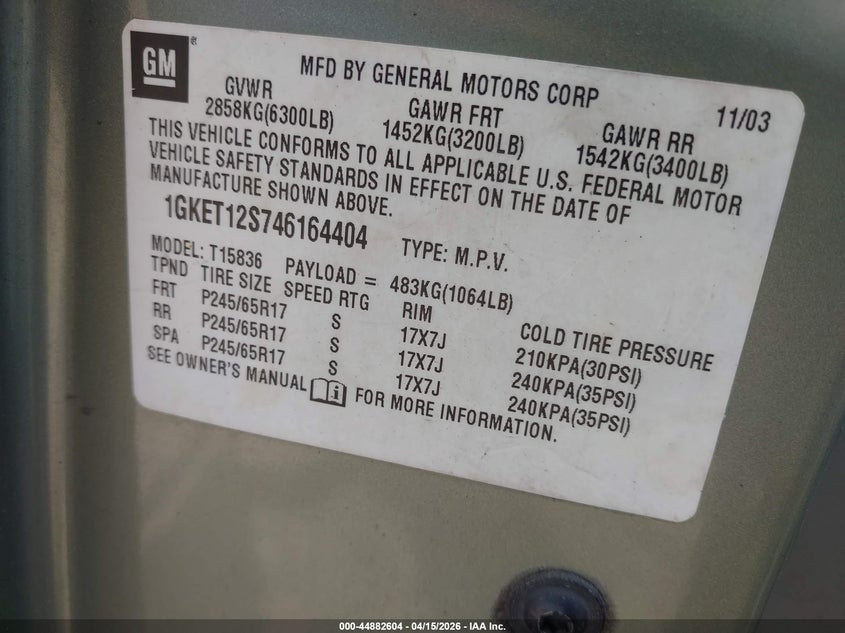 GM
MFD BY GENERAL MOTORS CORP 11/03
GVWR GAWR FRT GAWR RR
2858KG(6300LB) 1452KG(3200LB) 1542KG(3400LB)
THIS VEHICLE CONFORMS TO ALL APPLICABLE U.S. FEDERAL MOTOR
VEHICLE SAFETY STANDARDS IN EFFECT ON THE DATE OF
MANUFACTURE SHOWN ABOVE.
1GKET12S746164404 TYPE: M.P.V.
MODEL: T15836 PAYLOAD = 483KG(1064LB)
TPND TIRE SIZE SPEED RTG RIM COLD TIRE PRESSURE
FRT P245/65R17 S 17X7J 210KPA(30PSI)
RR P245/65R17 S 17X7J 240KPA(35PSI)
SPA P245/65R17 S 17X7J 240KPA(35PSI)
SEE OWNER'S MANUAL FOR MORE INFORMATION.
000-44882604 - 04/15/2026 - IAA Inc.